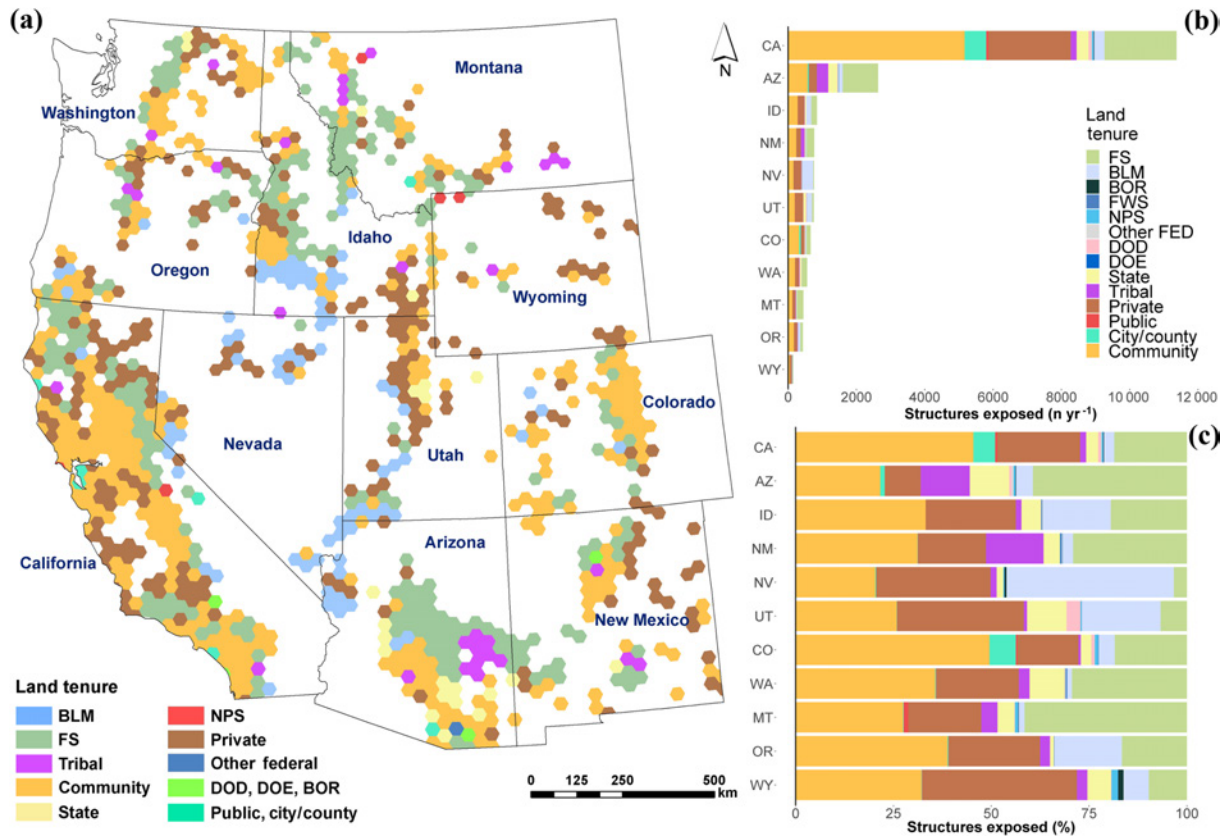 (a)
N
Montana
Washington
Oregon
Idaho
Wyoming
Nevada
Utah
Colorado
California
Arizona
New Mexico
Land tenure
BLM
FS
Tribal
Community
State
NPS
Private
Other federal
DOD, DOE, BOR
Public, city/county
0 125 250 500
km
(b)
CA
AZ
ID
NM
NV
UT
CO
WA
MT
OR
WY
0 2000 4000 6000 8000 10 000 12 000
Structures exposed (n yr⁻¹)
Land
tenure
FS
BLM
BOR
FWS
NPS
Other FED
DOD
DOE
State
Tribal
Private
Public
City/county
Community
(c)
CA
AZ
ID
NM
NV
UT
CO
WA
MT
OR
WY
0 25 50 75 100
Structures exposed (%)